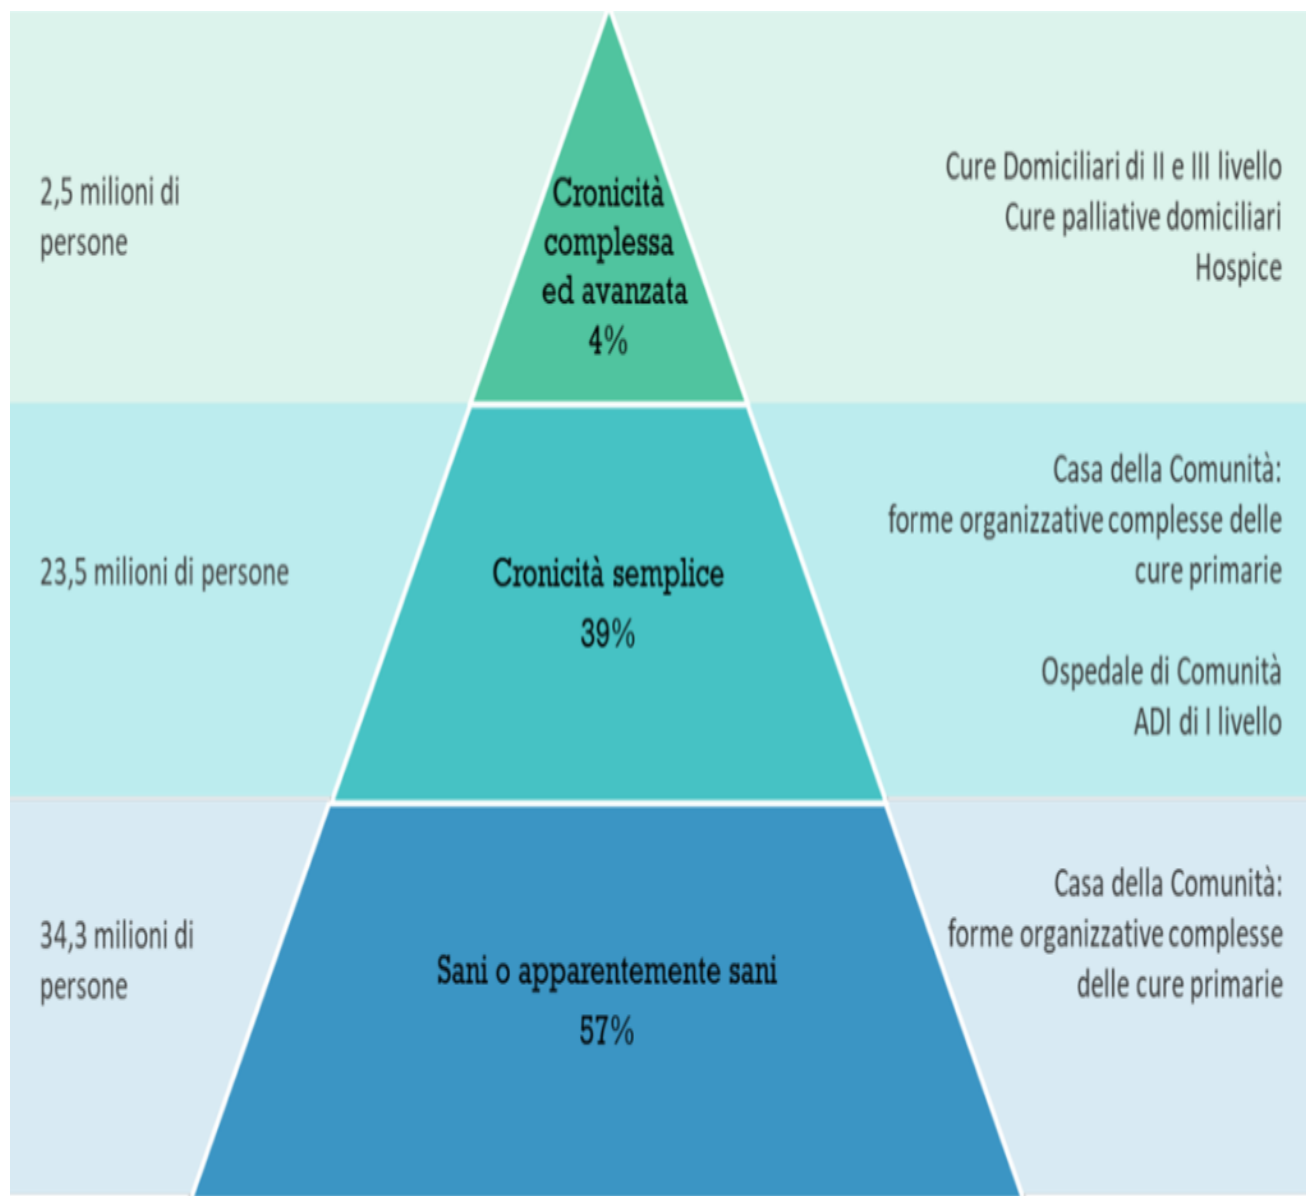 2,5 milioni di
persone
Cronicità
complessa
ed avanzata
4%
Cure Domiciliari di II e III livello
Cure palliative domiciliari
Hospice
23,5 milioni di persone
Cronicità semplice
39%
Casa della Comunità:
forme organizzative complesse delle
cure primarie
Ospedale di Comunità
ADI di I livello
34,3 milioni di
persone
Sani o apparentemente sani
57%
Casa della Comunità:
forme organizzative complesse
delle cure primarie